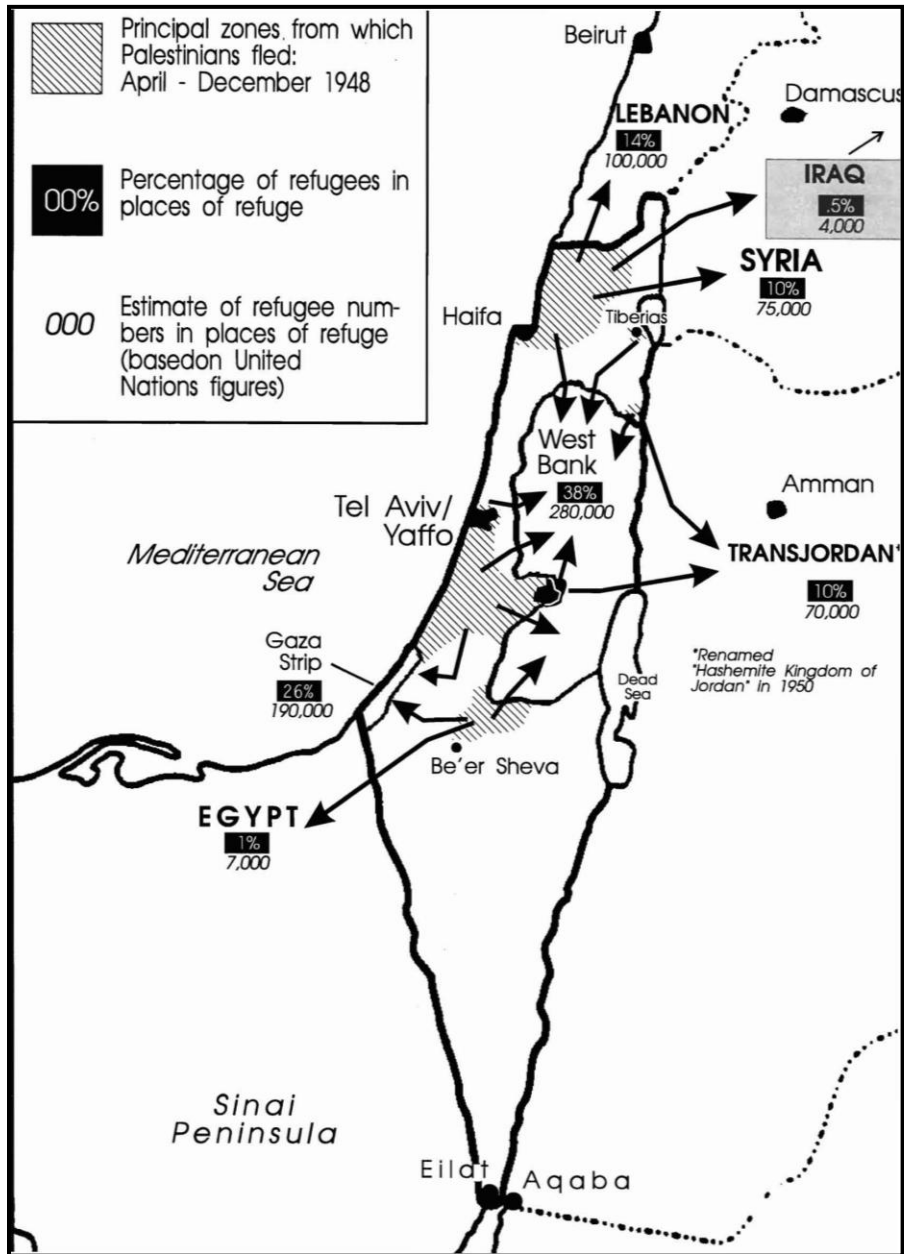 Principal zones from which
Palestinians fled:
April - December 1948
00%
Percentage of refugees in
places of refuge
000
Estimate of refugee num-
bers in places of refuge
(basedon United
Nations figures)
Beirut
Damascus
LEBANON
14%
100,000
IRAQ
.5%
4,000
SYRIA
10%
75,000
Haifa
Tiberias
West
Bank
38%
280,000
Tel Aviv/
Yaffo
Amman
Mediterranean
Sea
TRANSJORDAN*
10%
70,000
*Renamed
"Hashemite Kingdom of
Jordan" in 1950
Gaza
Strip
26%
190,000
Dead
Sea
Be'er Sheva
EGYPT
1%
7,000
Sinai
Peninsula
Eilat
Aqaba